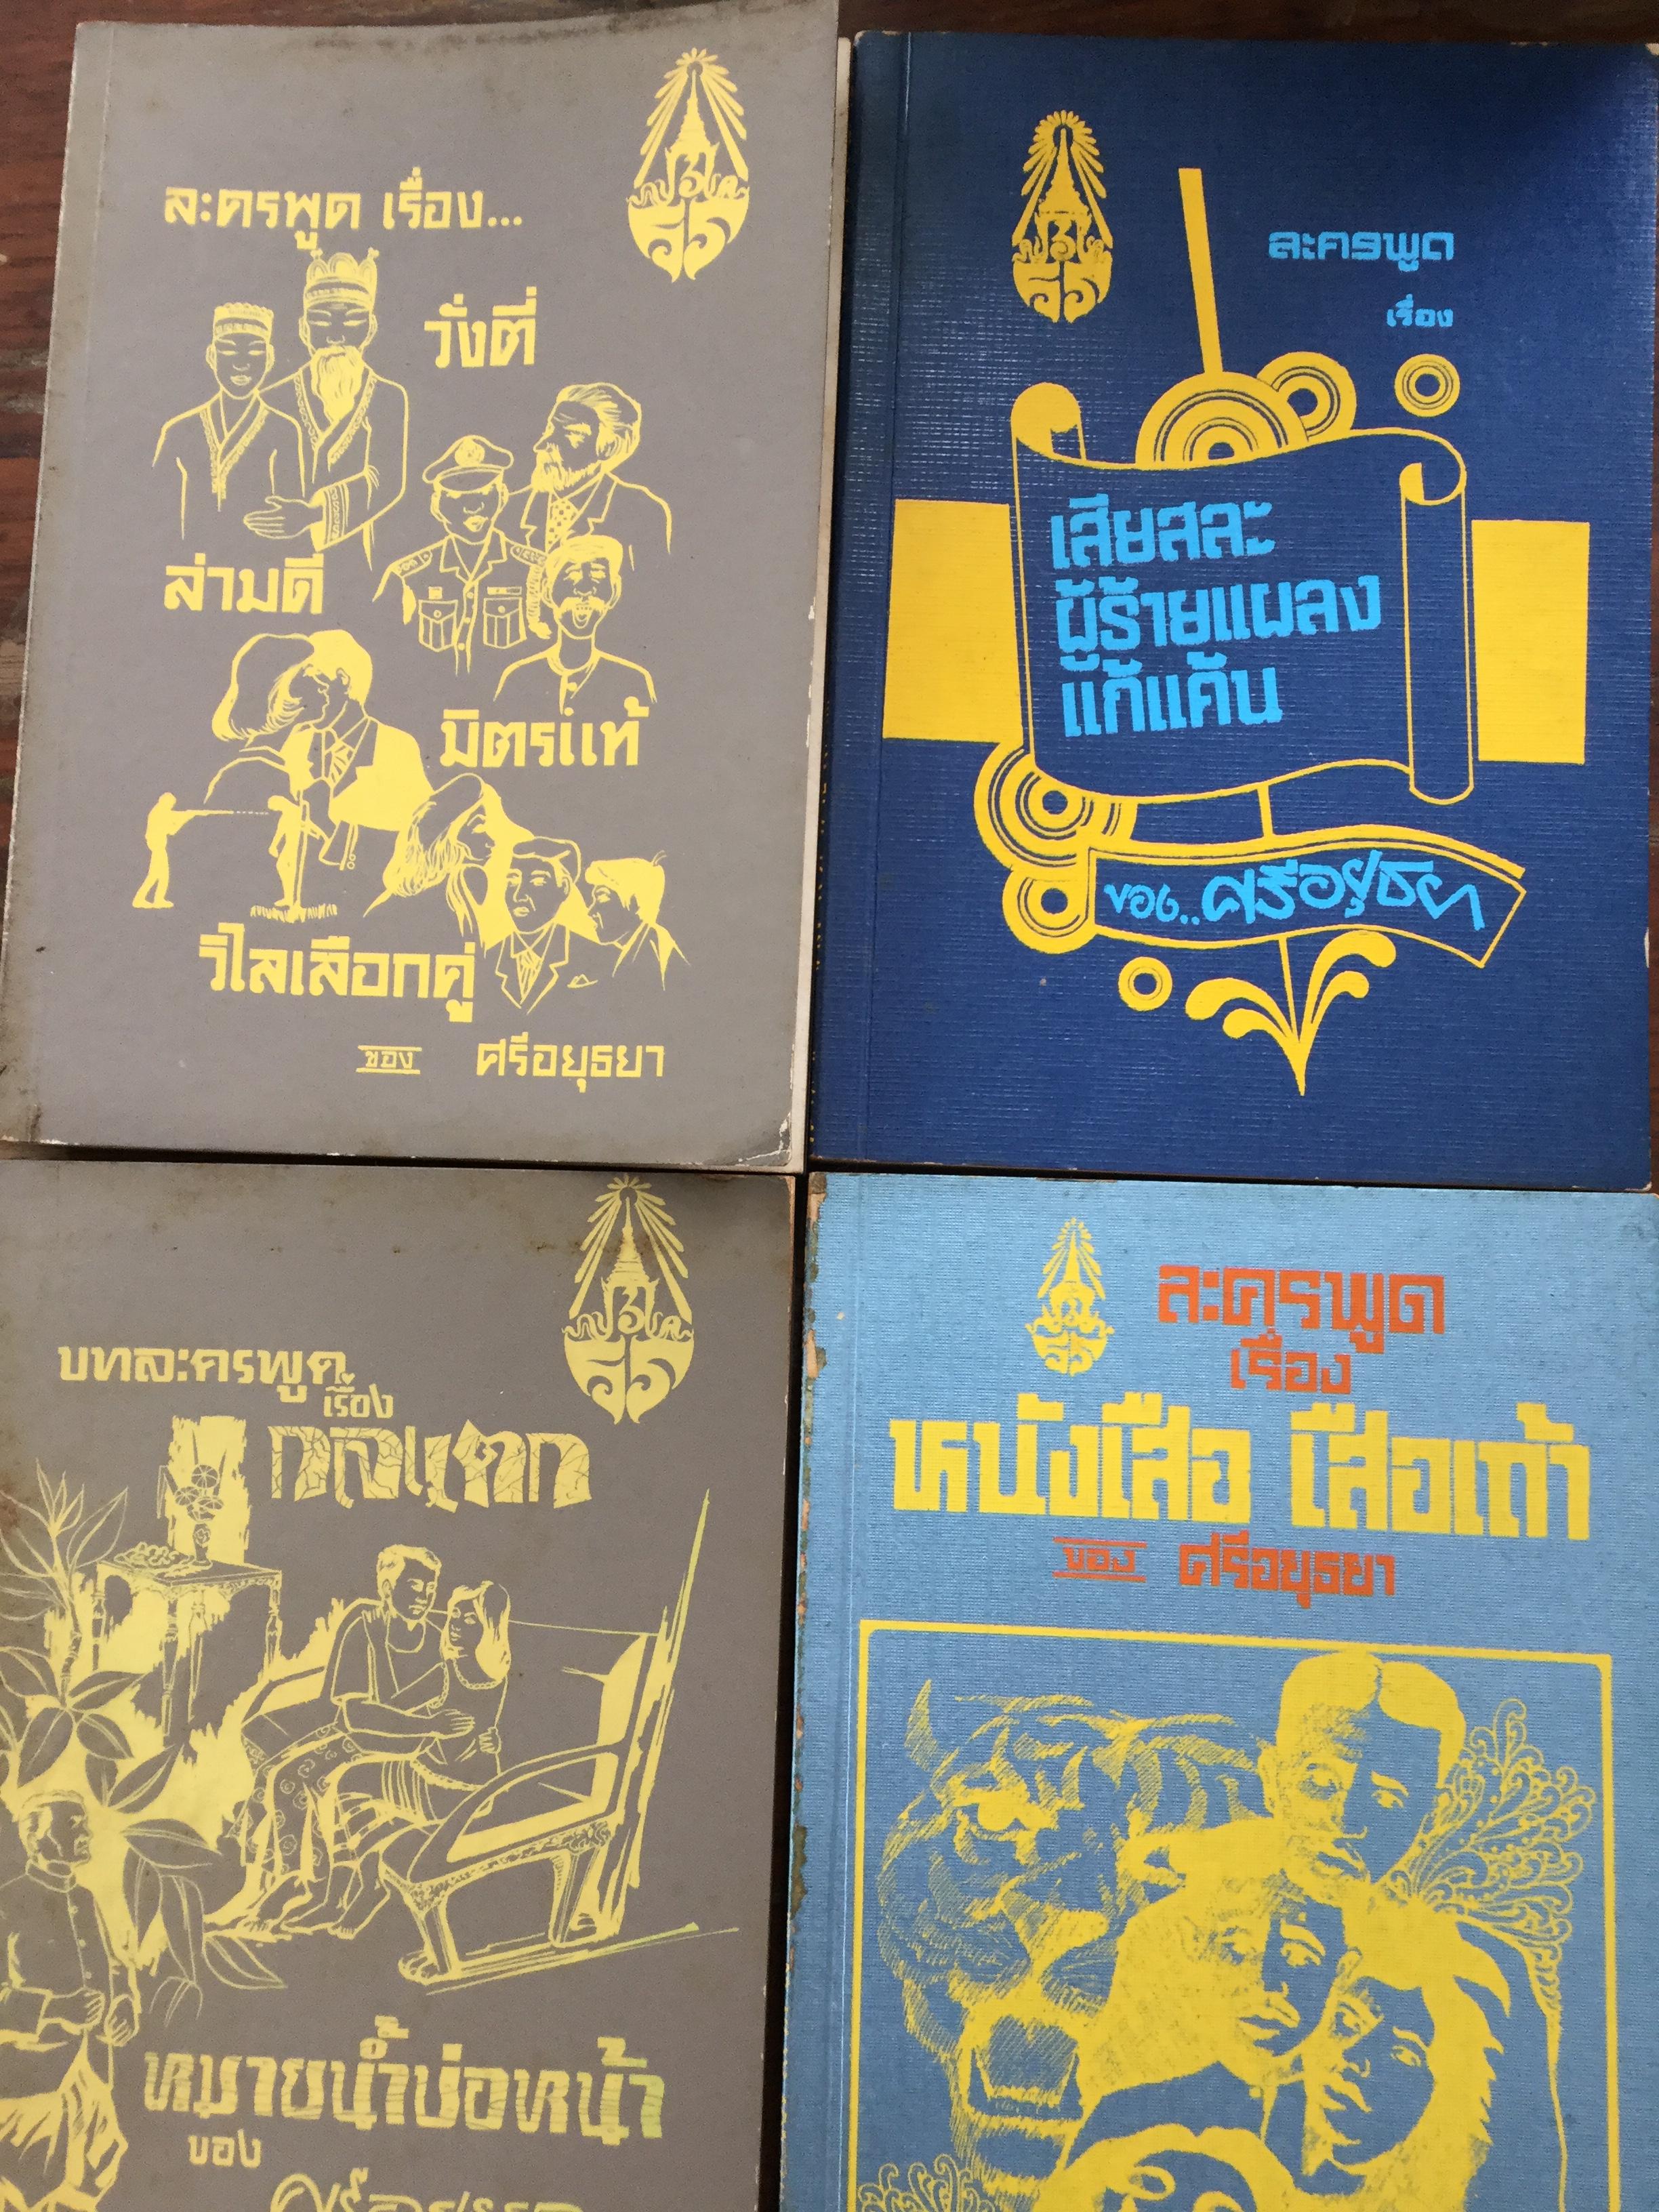 ละครพูด เรื่อง...
วั่งตี่
ล่ามดี
มิตร์แท้
วิไลเลือกคู่
ของ ศรีอยุธยา
ละครพูด
เรื่อง
เสียสละ
ผู้ร้ายแผลง
แก้แค้น
ของ..ศรีอยุธยา
บทละครพูด
เรื่อง
กลแตก
หมายน้ำบ่อหน้า
ของ
ศรีอยุธยา
ละครพูด
เรื่อง
หนังเสือ เสือเถ้า
ของ ศรีอยุธยา